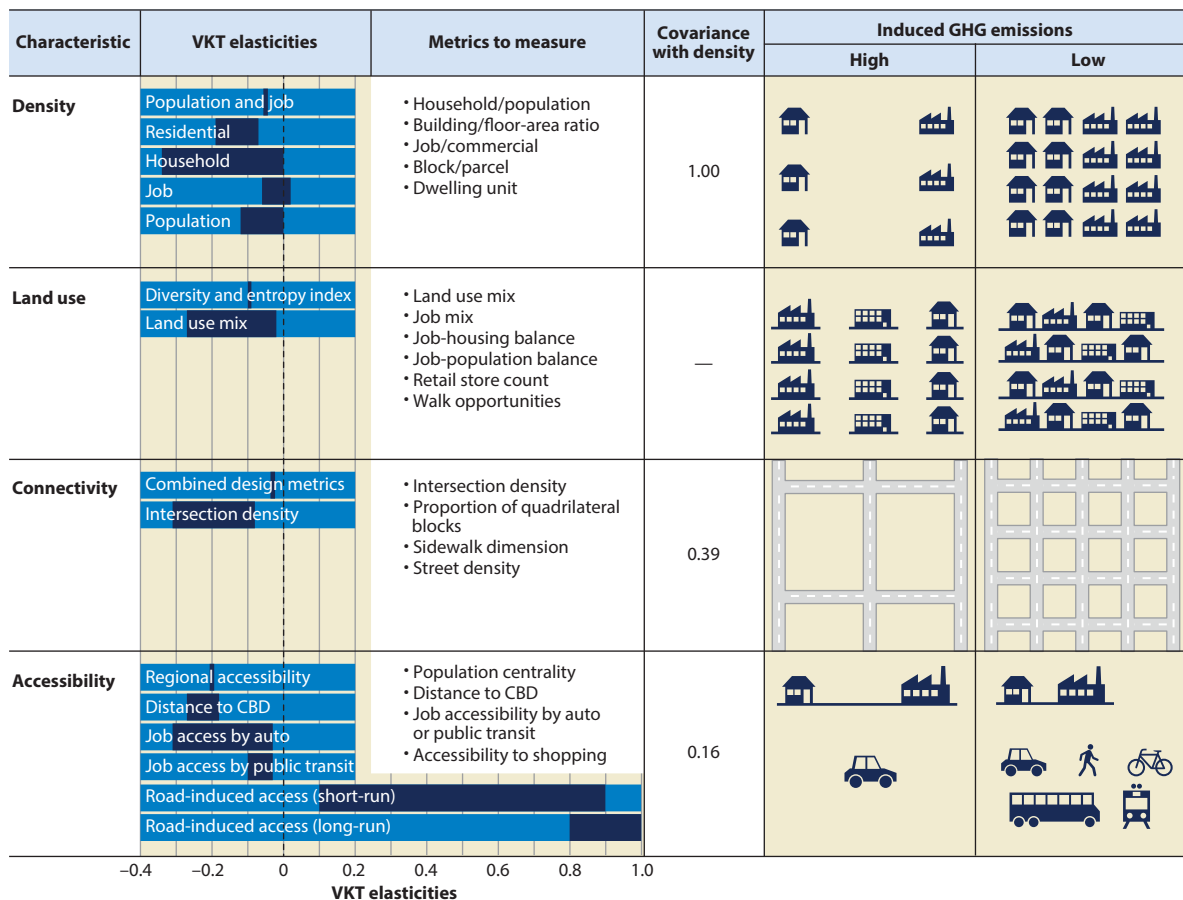 Characteristic
VKT elasticities
Metrics to measure
Covariance
with density
Induced GHG emissions
High
Low
Density
Population and job
Residential
Household
Job
Population
• Household/population
• Building/floor-area ratio
• Job/commercial
• Block/parcel
• Dwelling unit
1.00
Land use
Diversity and entropy index
Land use mix
• Land use mix
• Job mix
• Job-housing balance
• Job-population balance
• Retail store count
• Walk opportunities
—
Connectivity
Combined design metrics
Intersection density
• Intersection density
• Proportion of quadrilateral
blocks
• Sidewalk dimension
• Street density
0.39
Accessibility
Regional accessibility
Distance to CBD
Job access by auto
Job access by public transit
Road-induced access (short-run)
Road-induced access (long-run)
• Population centrality
• Distance to CBD
• Job accessibility by auto
or public transit
• Accessibility to shopping
0.16
−0.4 −0.2 0 0.2 0.4 0.6 0.8 1.0
VKT elasticities